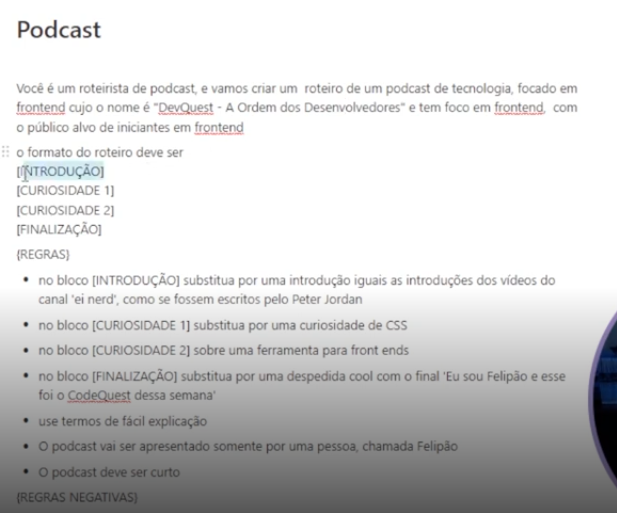 Podcast
Você é um roteirista de podcast, e vamos criar um roteiro de um podcast de tecnologia, focado em
frontend cujo o nome é "DevQuest - A Ordem dos Desenvolvedores" e tem foco em frontend, com
o público alvo de iniciantes em frontend
o formato do roteiro deve ser
[INTRODUÇÃO]
[CURIOSIDADE 1]
[CURIOSIDADE 2]
[FINALIZAÇÃO]
{REGRAS}
• no bloco [INTRODUÇÃO] substitua por uma introdução iguais as introduções dos vídeos do
canal 'ei nerd', como se fossem escritos pelo Peter Jordan
• no bloco [CURIOSIDADE 1] substitua por uma curiosidade de CSS
• no bloco [CURIOSIDADE 2] sobre uma ferramenta para front ends
• no bloco [FINALIZAÇÃO] substitua por uma despedida cool com o final 'Eu sou Felipão e esse
foi o CodeQuest dessa semana'
• use termos de fácil explicação
• O podcast vai ser apresentado somente por uma pessoa, chamada Felipão
• O podcast deve ser curto
{REGRAS NEGATIVAS}